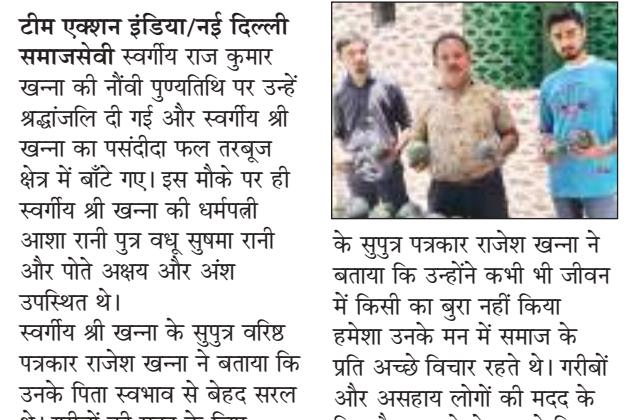 टीम एक्शन इंडिया/नई दिल्ली
समाजसेवी स्वर्गीय राज कुमार
खन्ना की नौंवी पुण्यतिथि पर उन्हें
श्रद्धांजलि दी गई और स्वर्गीय श्री
खन्ना का पसंदीदा फल तरबूज
क्षेत्र में बाँटे गए। इस मौके पर ही
स्वर्गीय श्री खन्ना की धर्मपत्नी
आशा रानी पुत्र वधू सुषमा रानी
और पोते अक्षय और अंश
उपस्थित थे।
स्वर्गीय श्री खन्ना के सुपुत्र वरिष्ठ
पत्रकार राजेश खन्ना ने बताया कि
उनके पिता स्वभाव से बेहद सरल
के सुपुत्र पत्रकार राजेश खन्ना ने
बताया कि उन्होंने कभी भी जीवन
में किसी का बुरा नहीं किया
हमेशा उनके मन में समाज के
प्रति अच्छे विचार रहते थे। गरीबों
और असहाय लोगों की मदद के